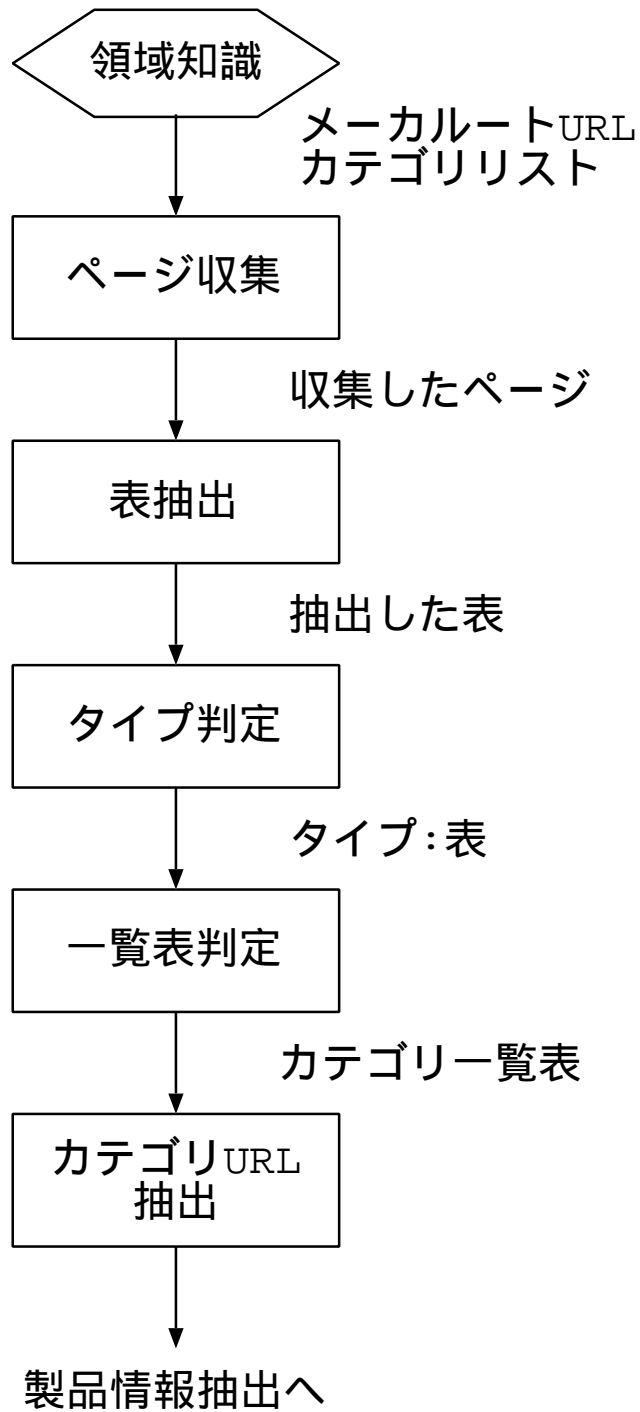 領域知識
メーカルートURL
カテゴリリスト
ページ収集
収集したページ
表抽出
抽出した表
タイプ判定
タイプ:表
一覧表判定
カテゴリ一覧表
カテゴリURL
抽出
製品情報抽出へ